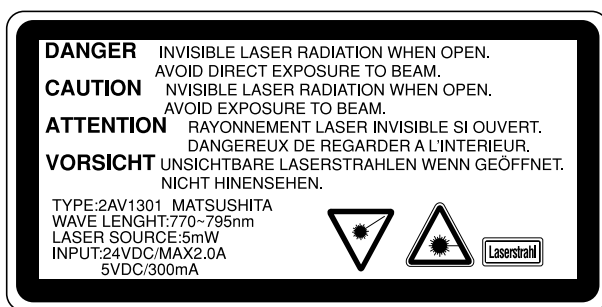 DANGER INVISIBLE LASER RADIATION WHEN OPEN.
AVOID DIRECT EXPOSURE TO BEAM.
CAUTION NVISIBLE LASER RADIATION WHEN OPEN.
AVOID EXPOSURE TO BEAM.
ATTENTION RAYONNEMENT LASER INVISIBLE SI OUVERT.
DANGEREUX DE REGARDER A L'INTERIEUR.
VORSICHT UNSICHTBARE LASERSTRAHLEN WENN GEÖFFNET.
NICHT HINENSEHEN.
TYPE:2AV1301 MATSUSHITA
WAVE LENGHT:770~795nm
LASER SOURCE:5mW
INPUT:24VDC/MAX2.0A
5VDC/300mA
Laserstrahl